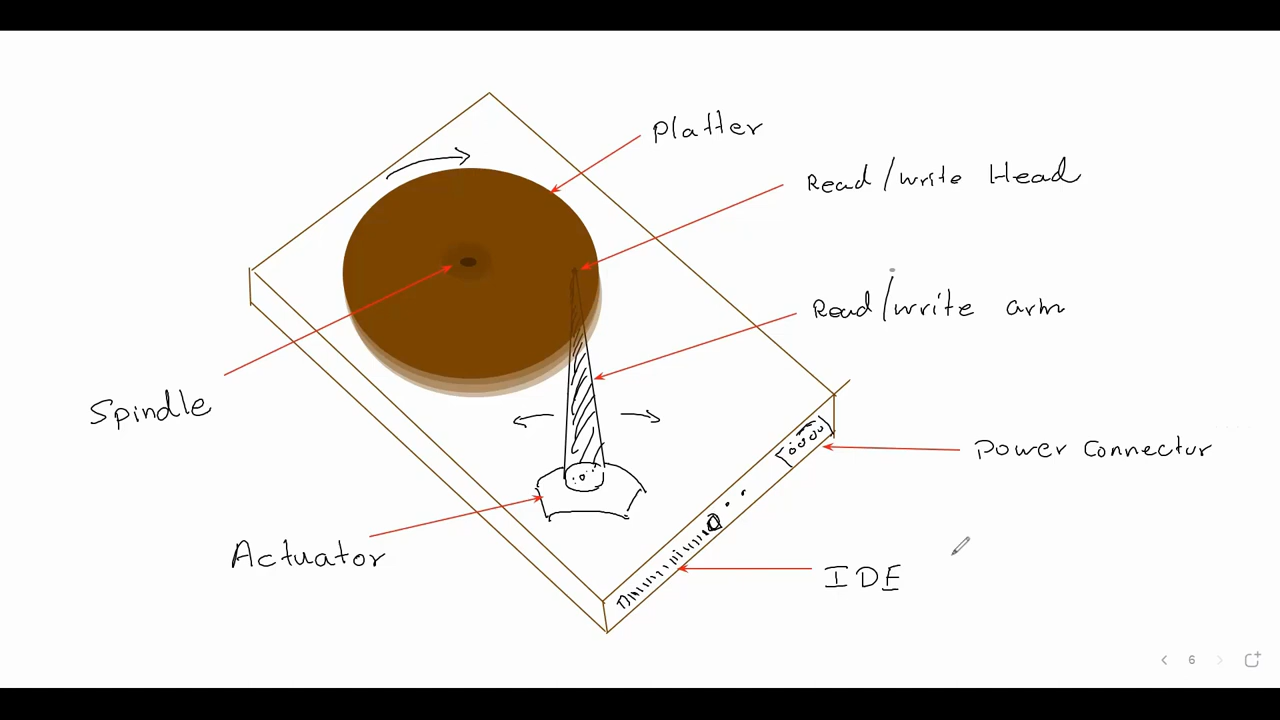 Platter
Read/write Head
Read/write arm
Spindle
Power Connector
Actuator
IDE
6